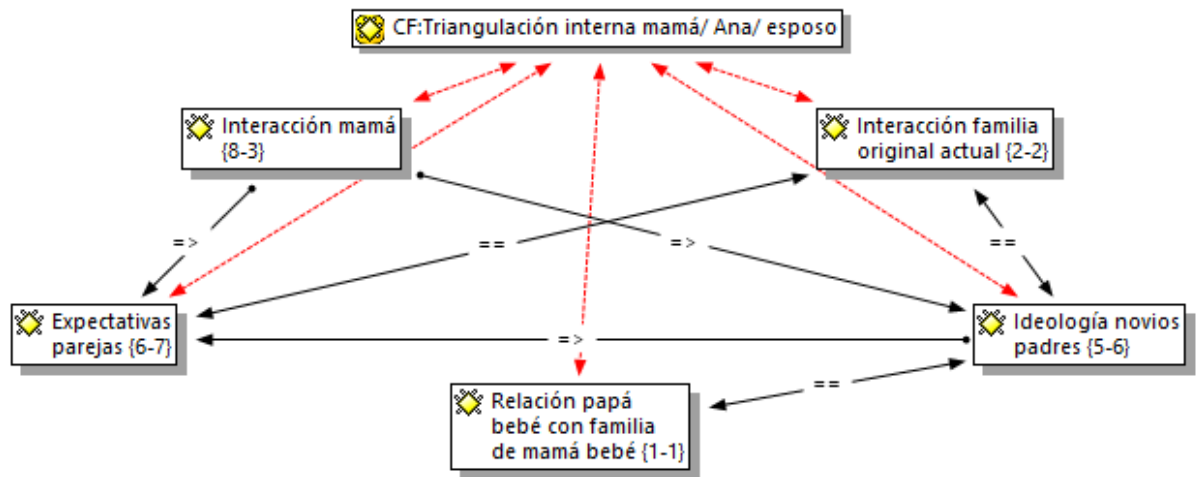 CF:Triangulación interna mamá/ Ana/ esposo
Interacción mamá
{8-3}
Interacción familia
original actual {2-2}
=>
==
=>
==
Expectativas
parejas {6-7}
=>
Ideología novios
padres {5-6}
==
Relación papá
bebé con familia
de mamá bebé {1-1}